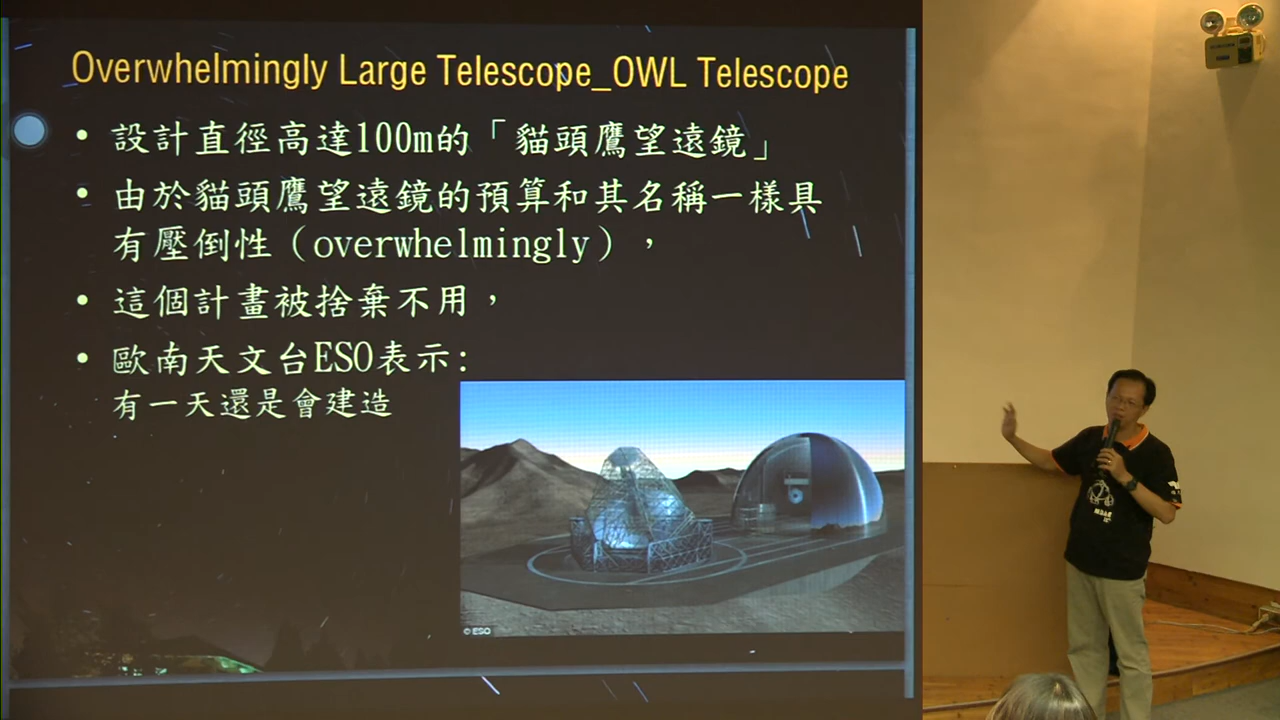 Overwhelmingly Large Telescope_OWL Telescope
• 設計直徑高達100m的「貓頭鷹望遠鏡」
• 由於貓頭鷹望遠鏡的預算和其名稱一樣具
有壓倒性（overwhelmingly），
• 這個計畫被捨棄不用，
• 歐南天文台ESO表示:
有一天還是會建造
© ESO